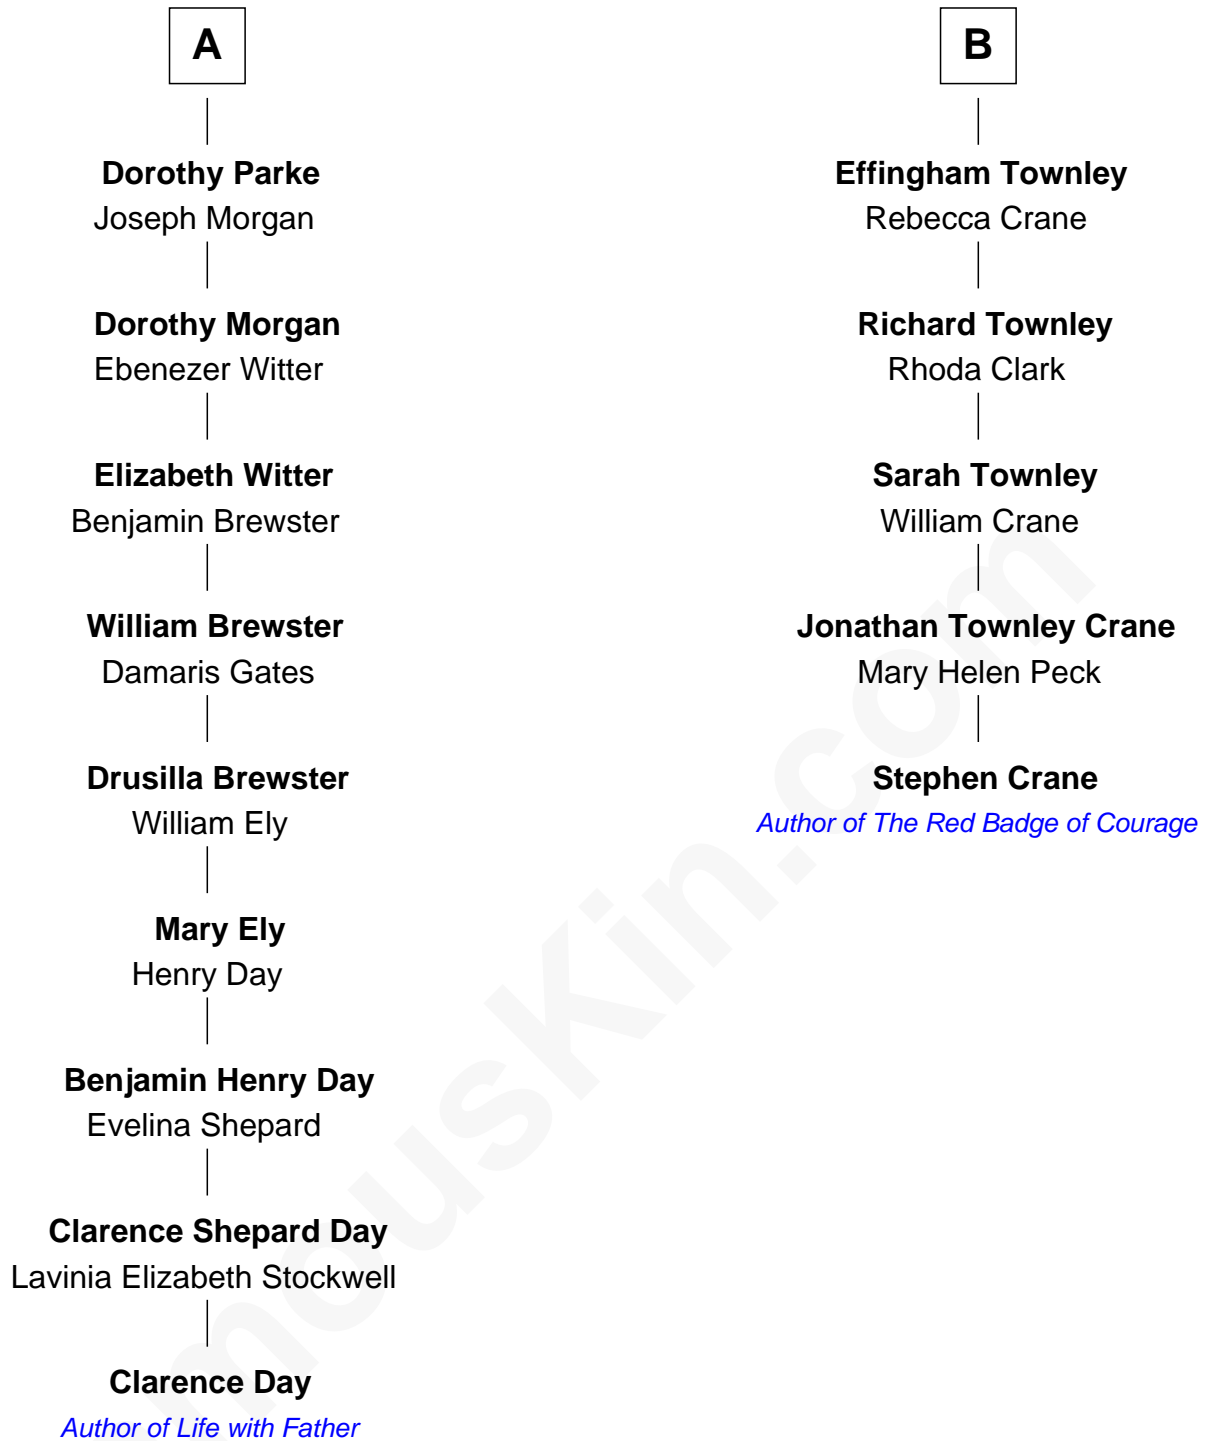 A
Dorothy Parke
Joseph Morgan
Dorothy Morgan
Ebenezer Witter
Elizabeth Witter
Benjamin Brewster
William Brewster
Damaris Gates
Drusilla Brewster
William Ely
Mary Ely
Henry Day
Benjamin Henry Day
Evelina Shepard
Clarence Shepard Day
Lavinia Elizabeth Stockwell
Clarence Day
Author of Life with Father
B
Effingham Townley
Rebecca Crane
Richard Townley
Rhoda Clark
Sarah Townley
William Crane
Jonathan Townley Crane
Mary Helen Peck
Stephen Crane
Author of The Red Badge of Courage
mousKin.com